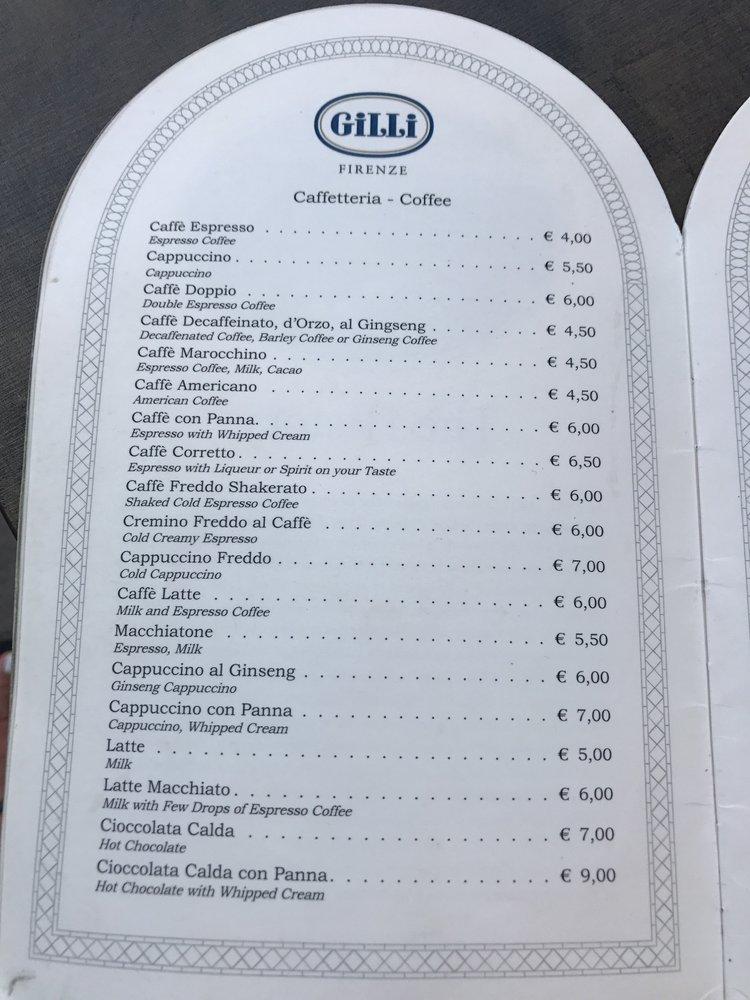 GiLLi
FIRENZE
Caffetteria - Coffee
Caffè Espresso . . . . . . . . . . . . . . . . . . . . € 4,00
Espresso Coffee
Cappuccino . . . . . . . . . . . . . . . . . . . . . . € 5,50
Cappuccino
Caffè Doppio . . . . . . . . . . . . . . . . . . . . . € 6,00
Double Espresso Coffee
Caffè Decaffeinato, d'Orzo, al Gingseng . . . . . . . . € 4,50
Decaffenated Coffee, Barley Coffee or Ginseng Coffee
Caffè Marocchino . . . . . . . . . . . . . . . . . . . € 4,50
Espresso Coffee, Milk, Cacao
Caffè Americano . . . . . . . . . . . . . . . . . . . € 4,50
American Coffee
Caffè con Panna. . . . . . . . . . . . . . . . . . . . € 6,00
Espresso with Whipped Cream
Caffè Corretto . . . . . . . . . . . . . . . . . . . . € 6,50
Espresso with Liqueur or Spirit on your Taste
Caffè Freddo Shakerato . . . . . . . . . . . . . . . . € 6,00
Shaked Cold Espresso Coffee
Cremino Freddo al Caffè . . . . . . . . . . . . . . . € 6,00
Cold Creamy Espresso
Cappuccino Freddo . . . . . . . . . . . . . . . . . . € 7,00
Cold Cappuccino
Caffè Latte . . . . . . . . . . . . . . . . . . . . . € 6,00
Milk and Espresso Coffee
Macchiatone . . . . . . . . . . . . . . . . . . . . . € 5,50
Espresso, Milk
Cappuccino al Ginseng . . . . . . . . . . . . . . . . € 6,00
Ginseng Cappuccino
Cappuccino con Panna . . . . . . . . . . . . . . . . . € 7,00
Cappuccino, Whipped Cream
Latte . . . . . . . . . . . . . . . . . . . . . . . . € 5,00
Milk
Latte Macchiato . . . . . . . . . . . . . . . . . . . € 6,00
Milk with Few Drops of Espresso Coffee
Cioccolata Calda . . . . . . . . . . . . . . . . . . . € 7,00
Hot Chocolate
Cioccolata Calda con Panna. . . . . . . . . . . . . . € 9,00
Hot Chocolate with Whipped Cream